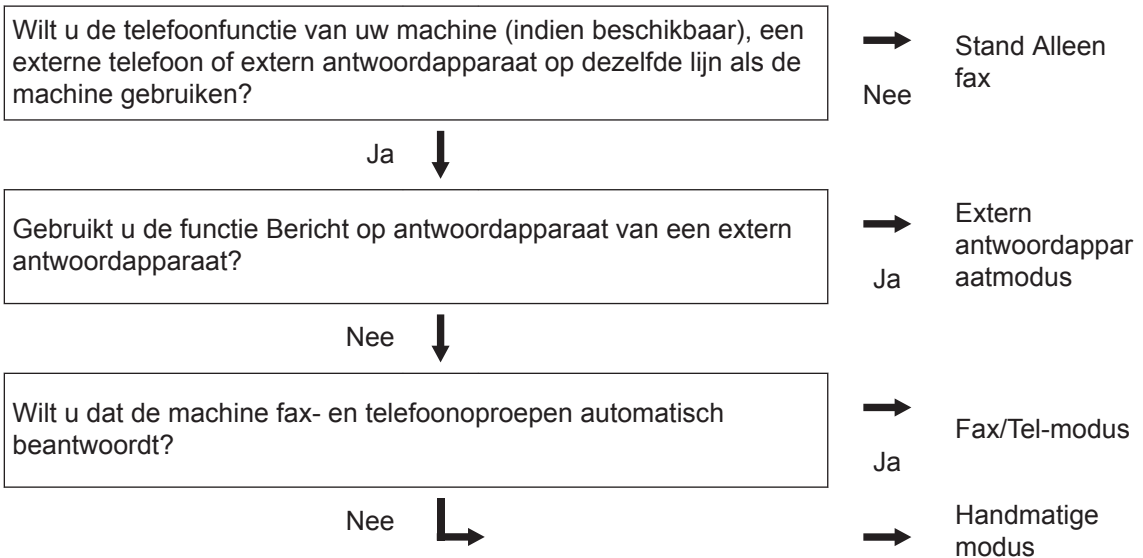 Wilt u de telefoonfunctie van uw machine (indien beschikbaar), een
externe telefoon of extern antwoordapparaat op dezelfde lijn als de
machine gebruiken?
Nee
Stand Alleen
fax
Ja
Gebruikt u de functie Bericht op antwoordapparaat van een extern
antwoordapparaat?
Ja
Extern
antwoordappar
aatmodus
Nee
Wilt u dat de machine fax- en telefoonoproepen automatisch
beantwoordt?
Ja
Fax/Tel-modus
Nee
Handmatige
modus